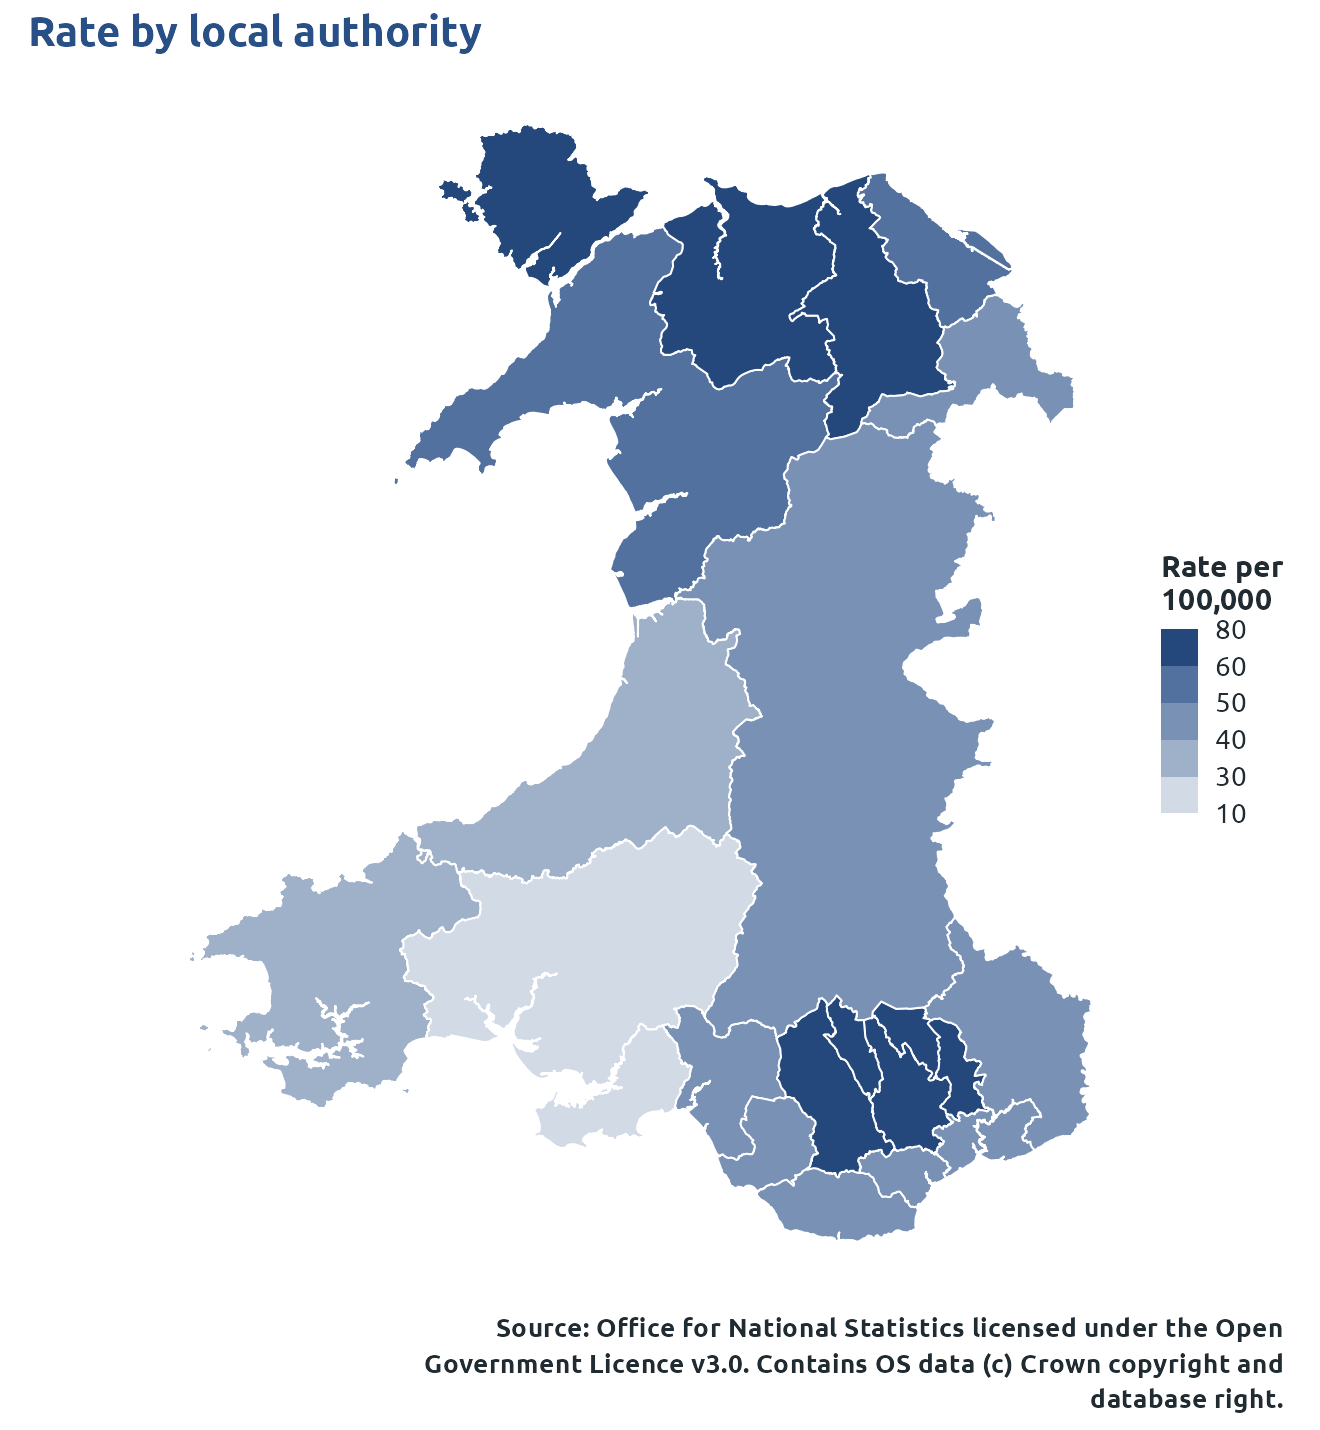 Rate by local authority
Rate per
100,000
80
60
50
40
30
10
Source: Office for National Statistics licensed under the Open
Government Licence v3.0. Contains OS data (c) Crown copyright and
database right.